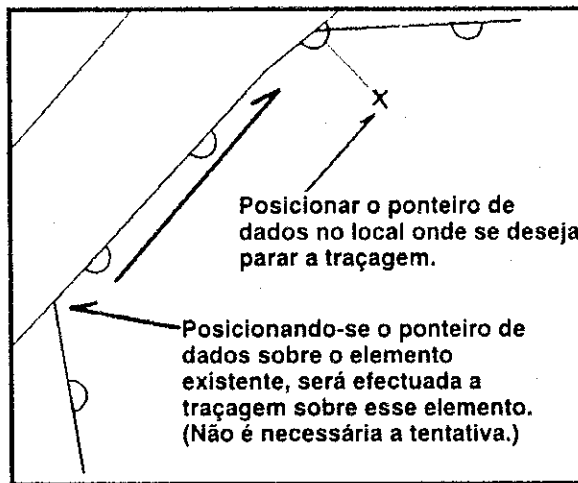 X
Posicionar o ponteiro de
dados no local onde se deseja
parar a traçagem.
Posicionando-se o ponteiro de
dados sobre o elemento
existente, será efectuada a
traçagem sobre esse elemento.
(Não é necessária a tentativa.)